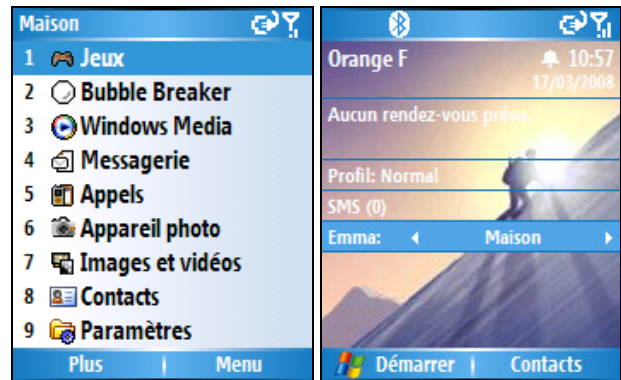 Maison
1 Jeux
2 Bubble Breaker
3 Windows Media
4 Messagerie
5 Appels
6 Appareil photo
7 Images et vidéos
8 Contacts
9 Paramètres
Plus Menu
Orange F 10:57
17/03/2008
Aucun rendez-vous prévu.
Profil: Normal
SMS (0)
Emma: Maison
Démarrer Contacts